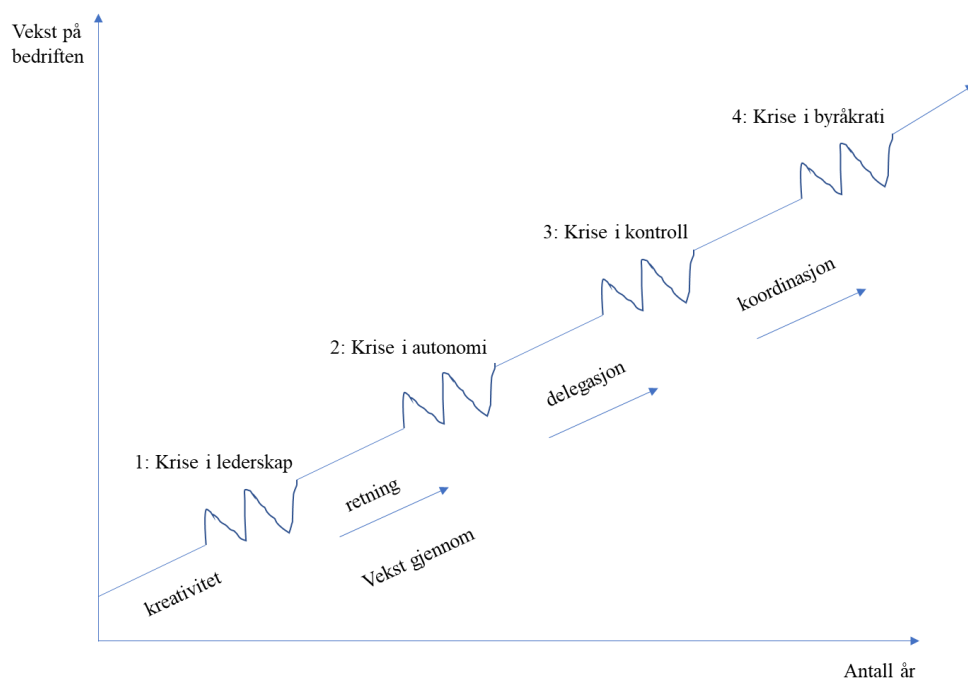 Vekst på
bedriften
4: Krise i byråkrati
3: Krise i kontroll
koordinasjon
2: Krise i autonomi
delegasjon
1: Krise i lederskap
retning
Vekst gjennom
kreativitet
Antall år